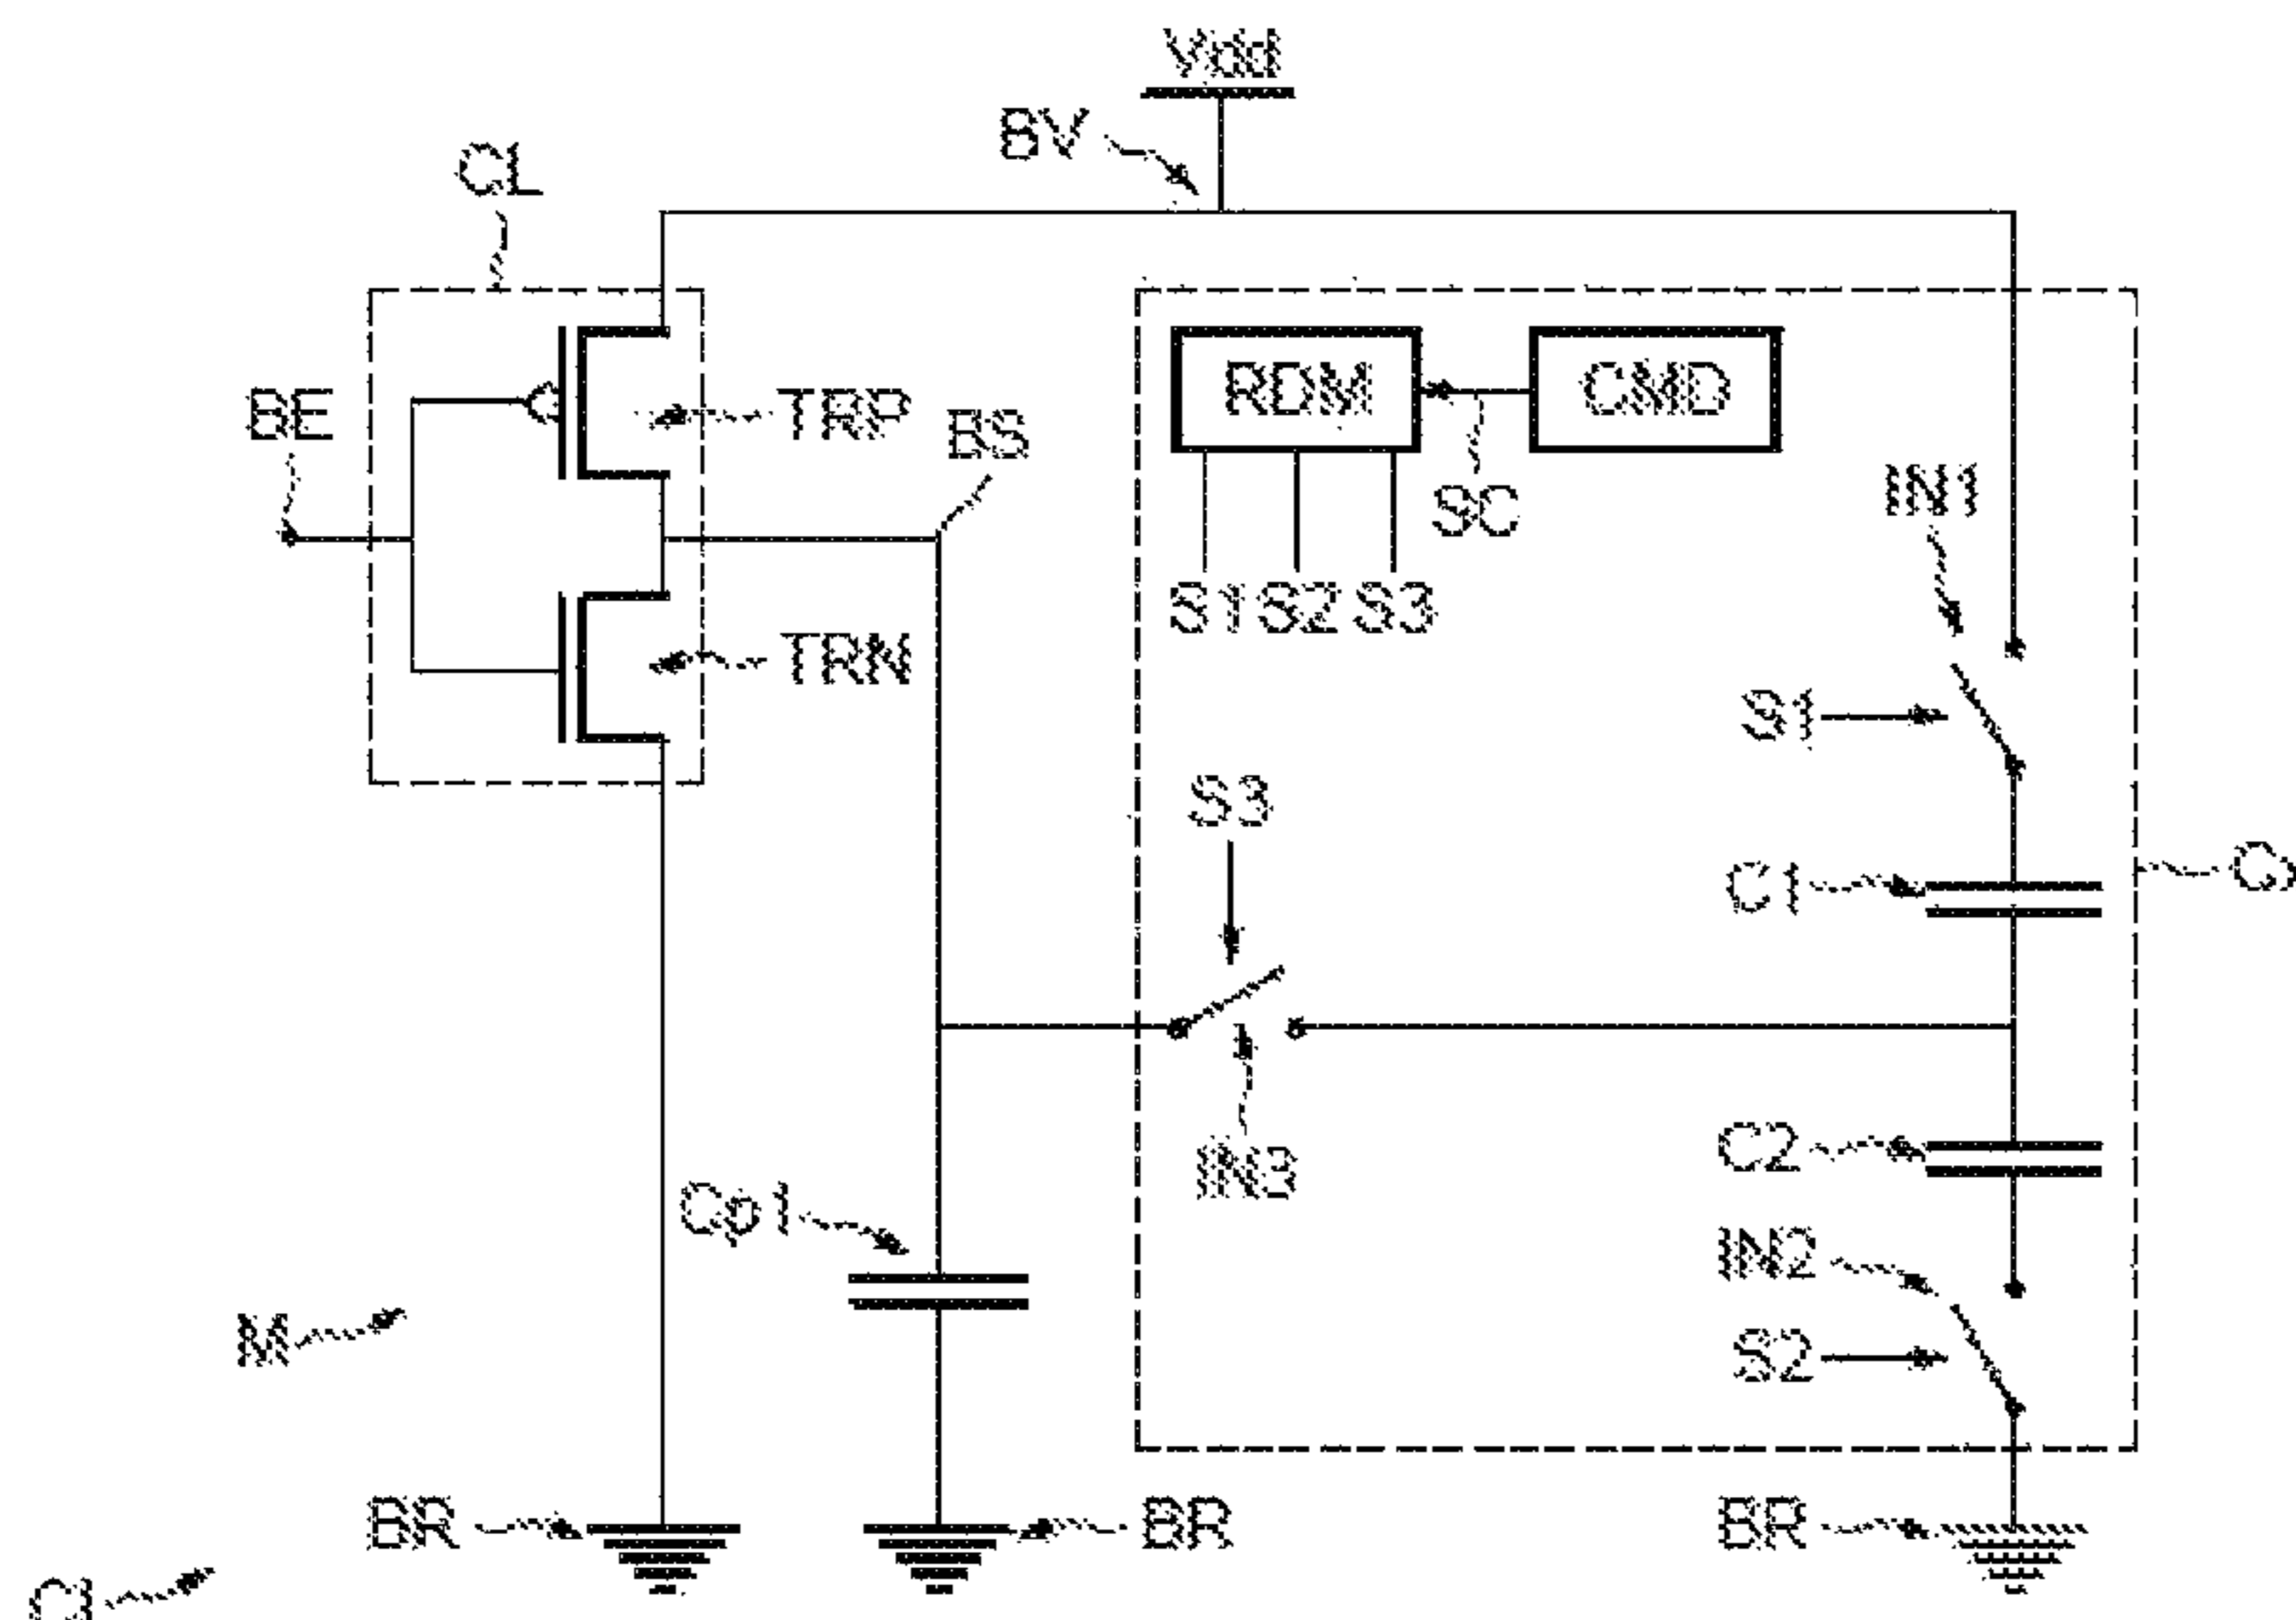 Vdd
BV
CL
BE
TRP
BS
RDM
CMD
SC
IN1
S1 S2 S3
TRN
S1
S3
C1
C2
IN3
Cp1
IN2
M
S2
BR
BR
BR
CI